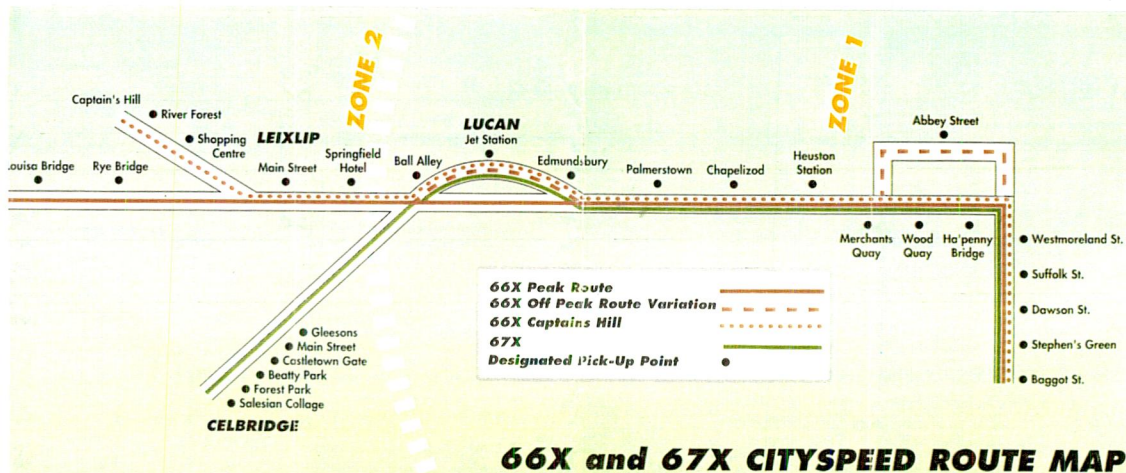 ZONE 2
ZONE 1
Captain's Hill
River Forest
Shopping
Centre
LEIXLIP
LUCAN
Jet Station
Abbey Street
Louisa Bridge
Rye Bridge
Main Street
Springfield
Hotel
Ball Alley
Edmundsbury
Palmerstown
Chapelizod
Heuston
Station
Merchants
Quay
Wood
Quay
Ha'penny
Bridge
Westmoreland St.
Suffolk St.
Dawson St.
Stephen's Green
Baggot St.
66X Peak Route
66X Off Peak Route Variation
66X Captains Hill
67X
Designated Pick-Up Point
Gleesons
Main Street
Castletown Gate
Beatty Park
Forest Park
Salesian Collage
CELBRIDGE
66X and 67X CITYSPEED ROUTE MAP